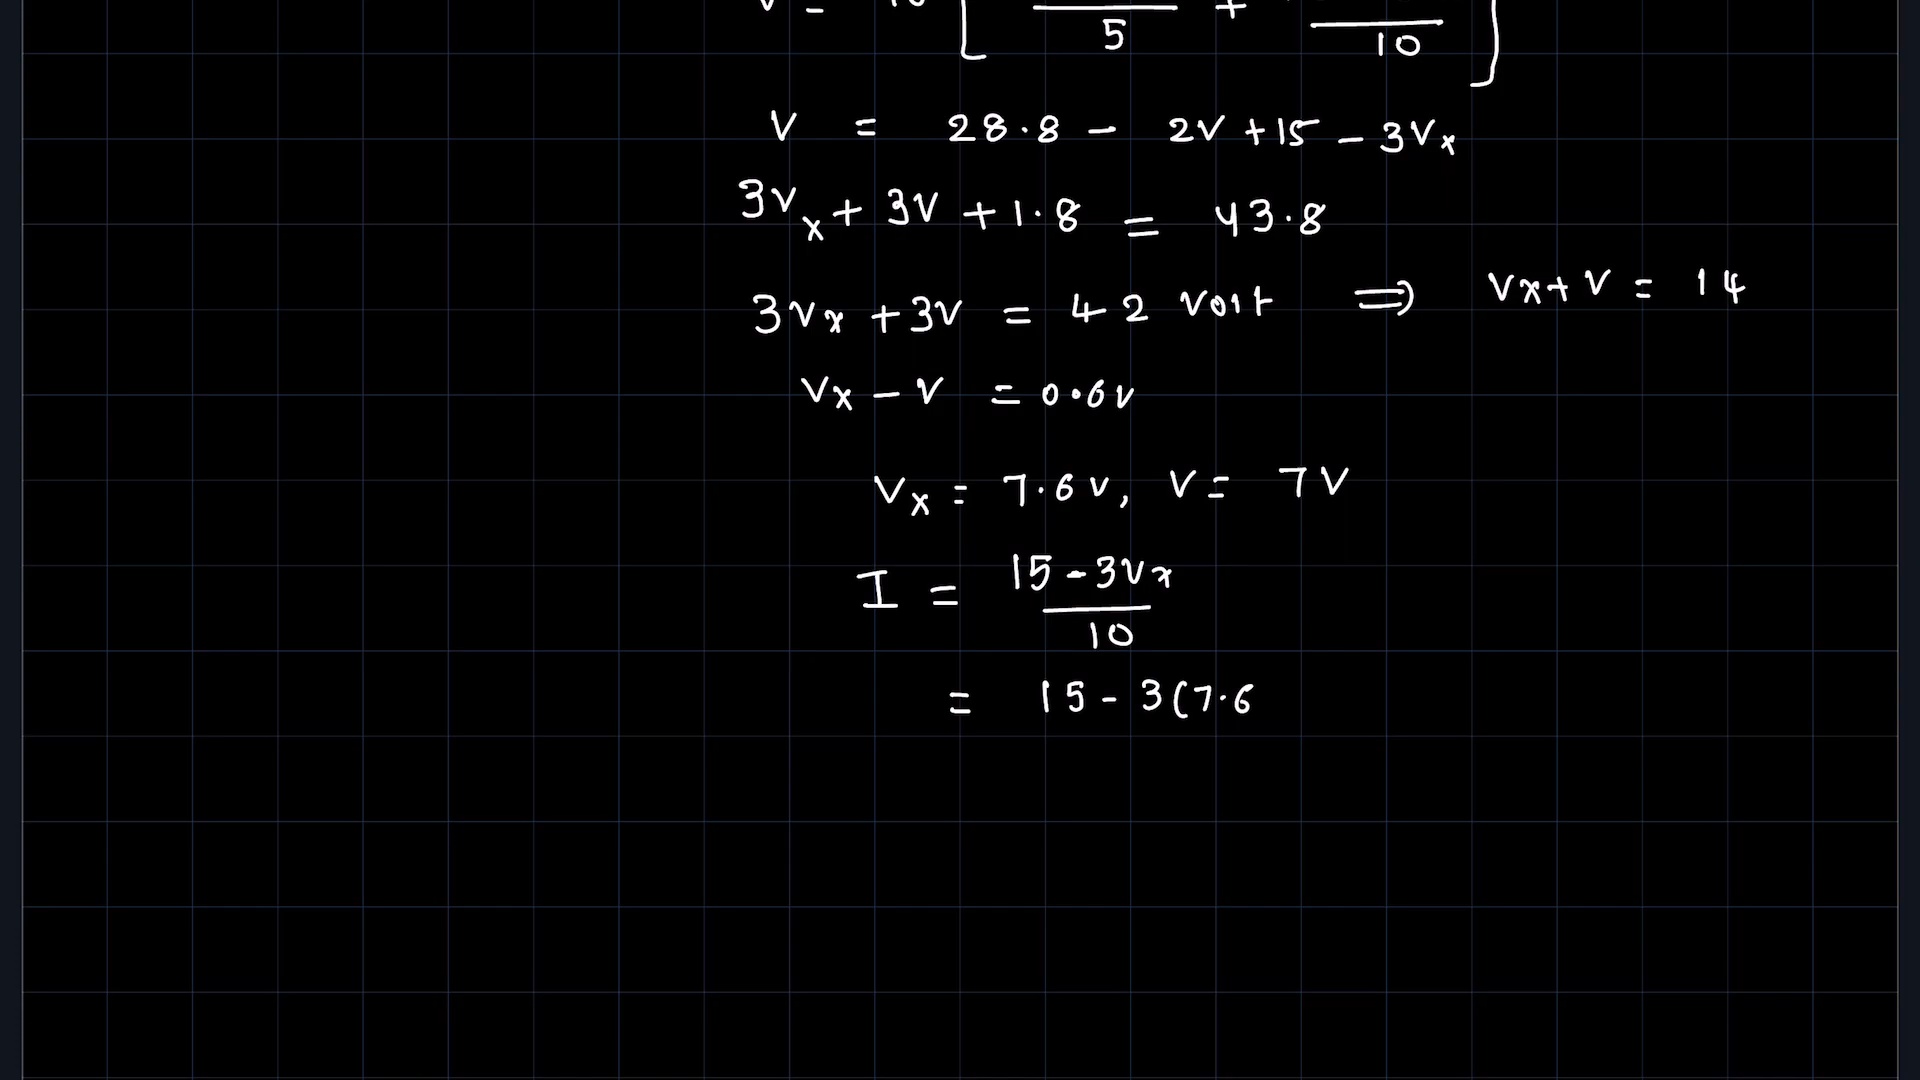 5 + 10
V = 28.8 - 2V + 15 - 3Vx
3Vx + 3V + 1.8 = 43.8
3Vx + 3V = 42 Volt ⇒ Vx + V = 14
Vx - V = 0.6V
Vx = 7.6V, V = 7V
I = 15 - 3Vx
10
= 15 - 3(7.6